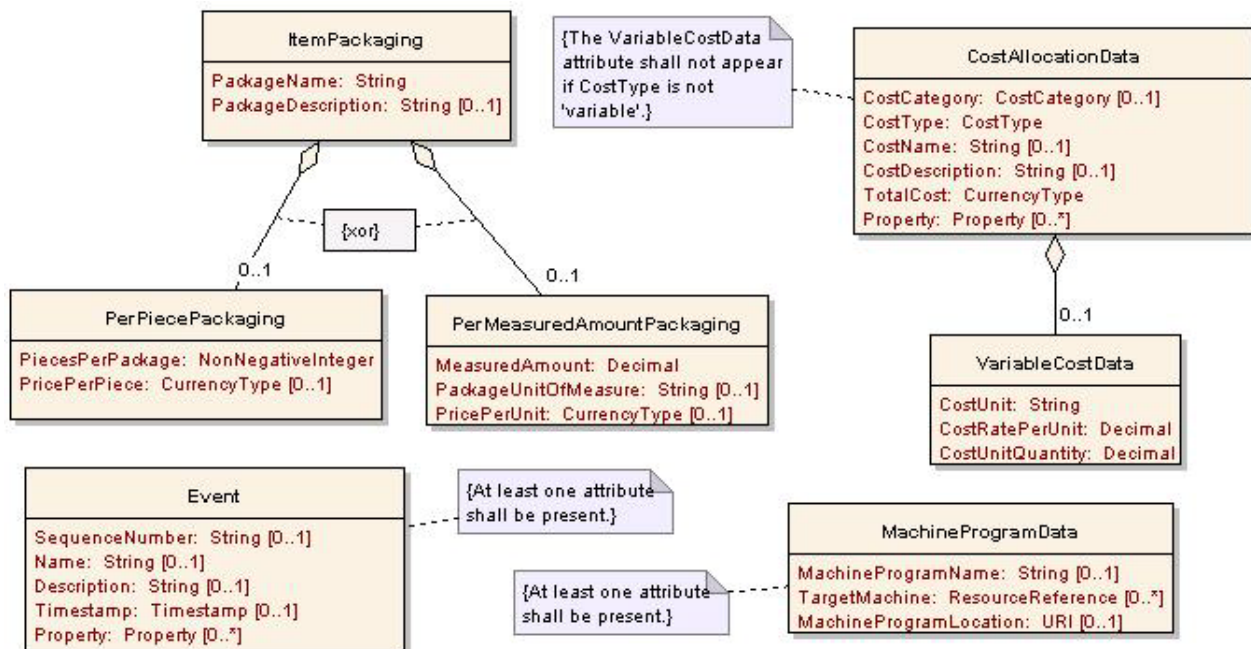 ItemPackaging
PackageName: String
PackageDescription: String [0..1]
{The VariableCostData
attribute shall not appear
if CostType is not
'variable'.}
CostAllocationData
CostCategory: CostCategory [0..1]
CostType: CostType
CostName: String [0..1]
CostDescription: String [0..1]
TotalCost: CurrencyType
Property: Property [0..*]
{xor}
0..1
0..1
0..1
PerPiecePackaging
PiecesPerPackage: NonNegativeInteger
PricePerPiece: CurrencyType [0..1]
PerMeasuredAmountPackaging
MeasuredAmount: Decimal
PackageUnitOfMeasure: String [0..1]
PricePerUnit: CurrencyType [0..1]
VariableCostData
CostUnit: String
CostRatePerUnit: Decimal
CostUnitQuantity: Decimal
Event
SequenceNumber: String [0..1]
Name: String [0..1]
Description: String [0..1]
Timestamp: Timestamp [0..1]
Property: Property [0..*]
{At least one attribute
shall be present.}
{At least one attribute
shall be present.}
MachineProgramData
MachineProgramName: String [0..1]
TargetMachine: ResourceReference [0..*]
MachineProgramLocation: URI [0..1]